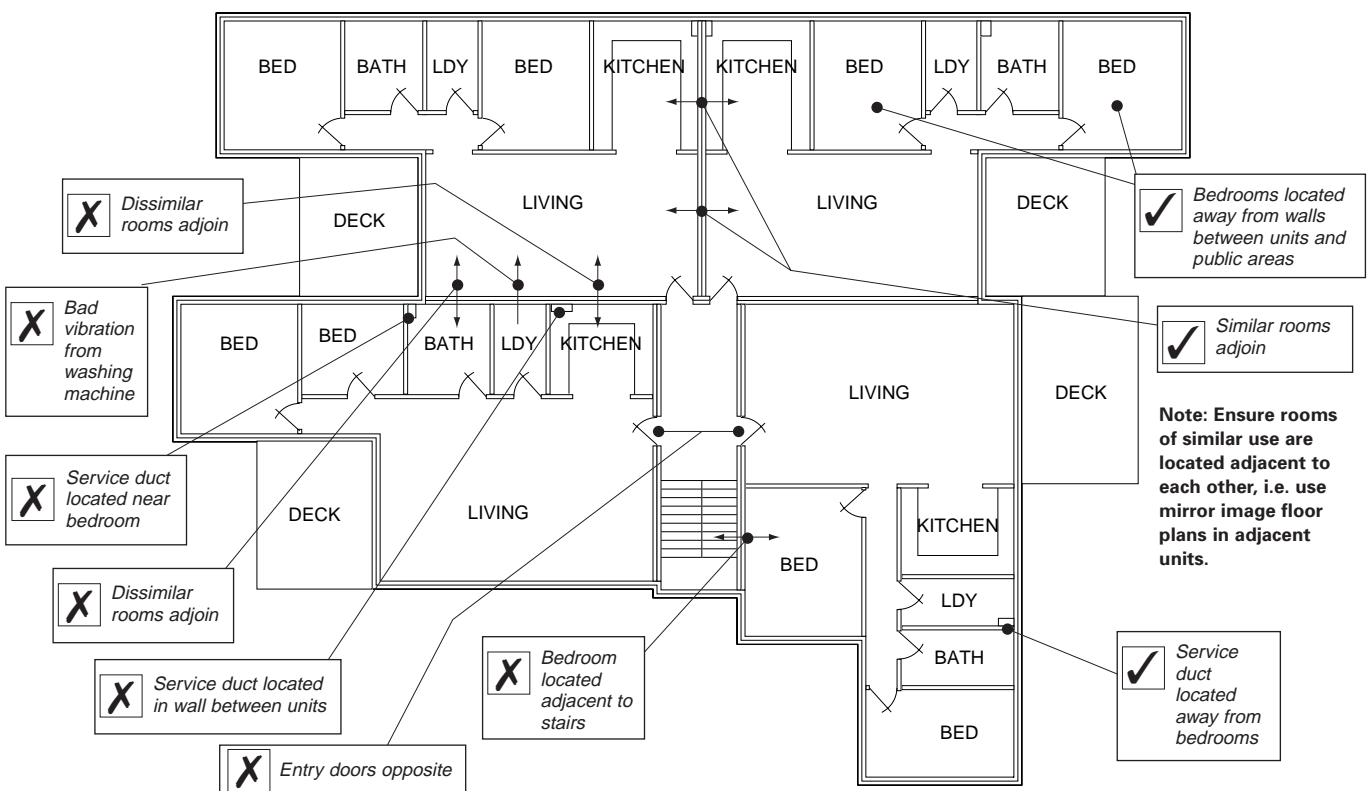 BED
BATH
LDY
BED
KITCHEN
KITCHEN
BED
LDY
BATH
BED
Dissimilar
rooms adjoin
DECK
LIVING
LIVING
DECK
Bedrooms located
away from walls
between units and
public areas
Bad
vibration
from
washing
machine
BED
BED
BATH
LDY
KITCHEN
Similar rooms
adjoin
LIVING
DECK
Note: Ensure rooms
of similar use are
located adjacent to
each other, i.e. use
mirror image floor
plans in adjacent
units.
Service duct
located near
bedroom
DECK
LIVING
KITCHEN
BED
Dissimilar
rooms adjoin
LDY
BATH
Service duct located
in wall between units
Bedroom
located
adjacent to
stairs
Service
duct
located
away from
bedrooms
BED
Entry doors opposite